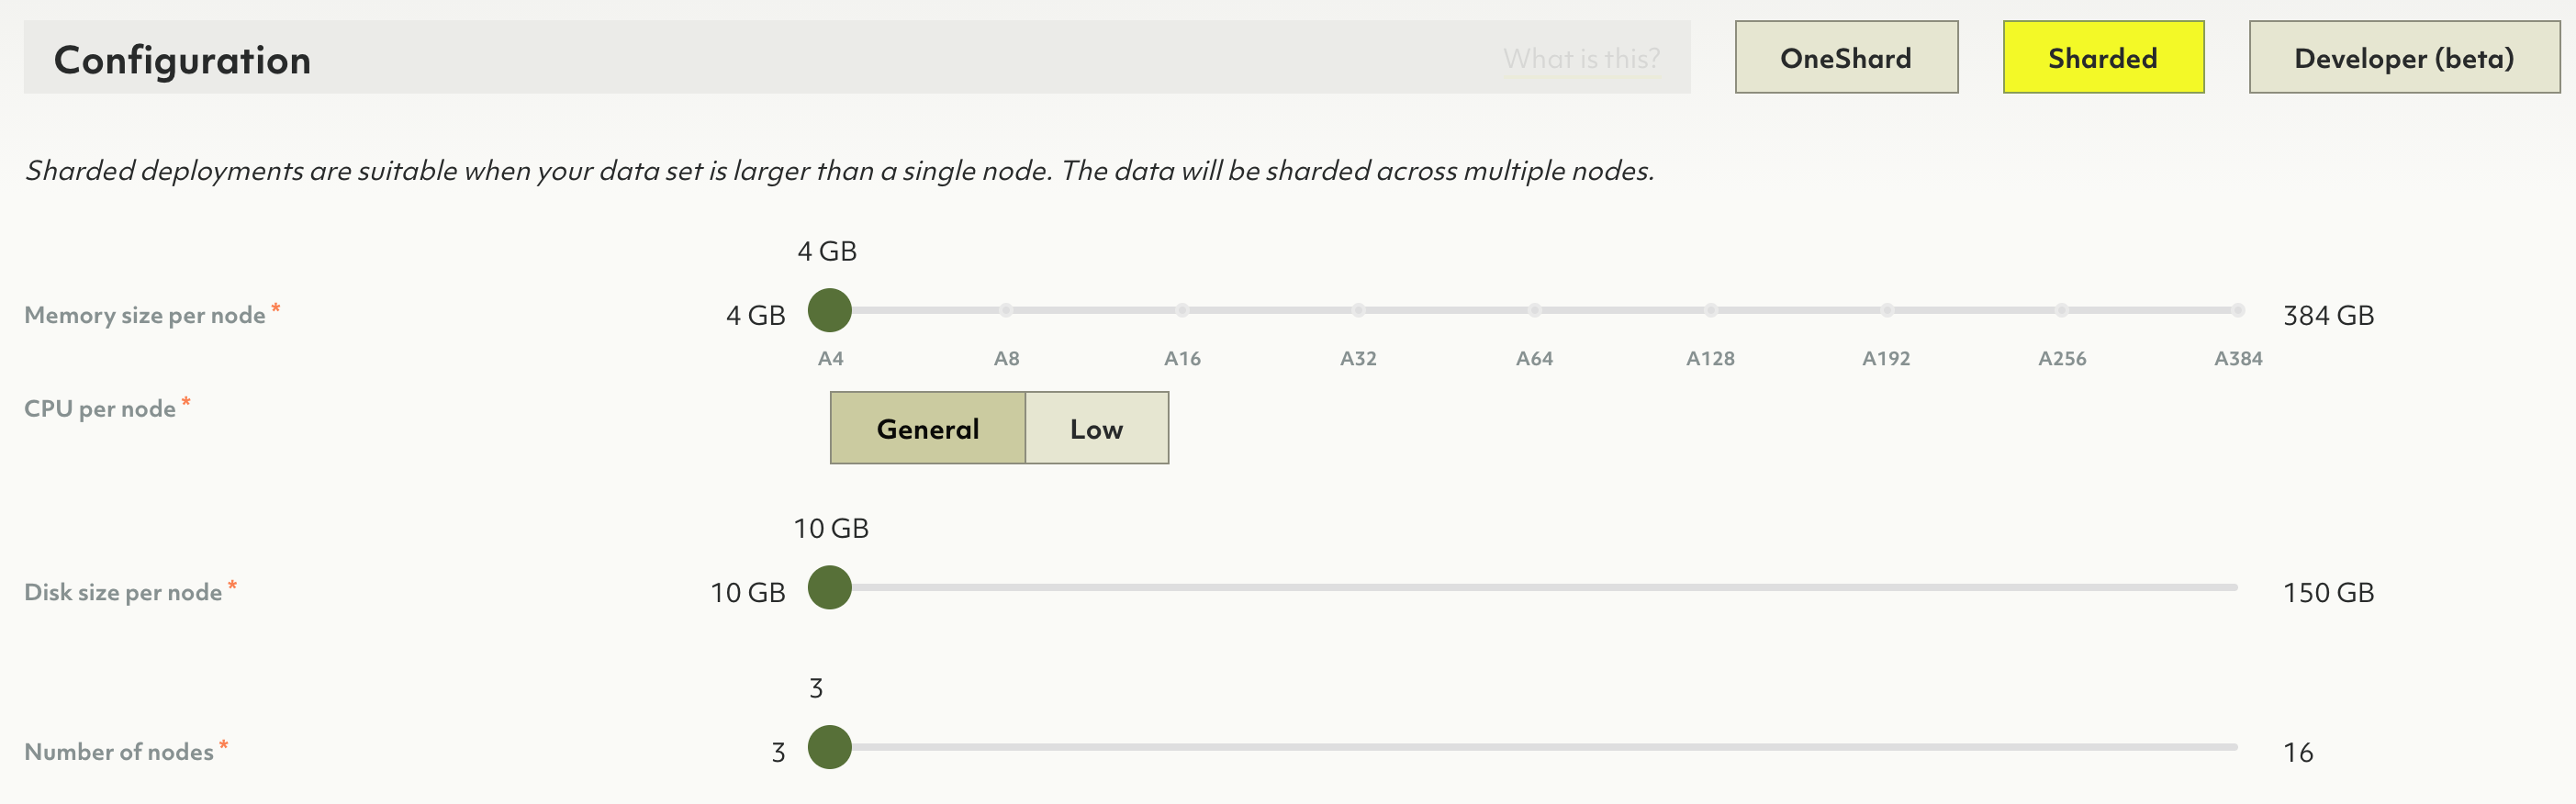 Configuration What is this? OneShard Sharded Developer (beta)
Sharded deployments are suitable when your data set is larger than a single node. The data will be sharded across multiple nodes.
4 GB
Memory size per node * 4 GB 384 GB
A4 A8 A16 A32 A64 A128 A192 A256 A384
CPU per node * General Low
10 GB
Disk size per node * 10 GB 150 GB
3
Number of nodes * 3 16